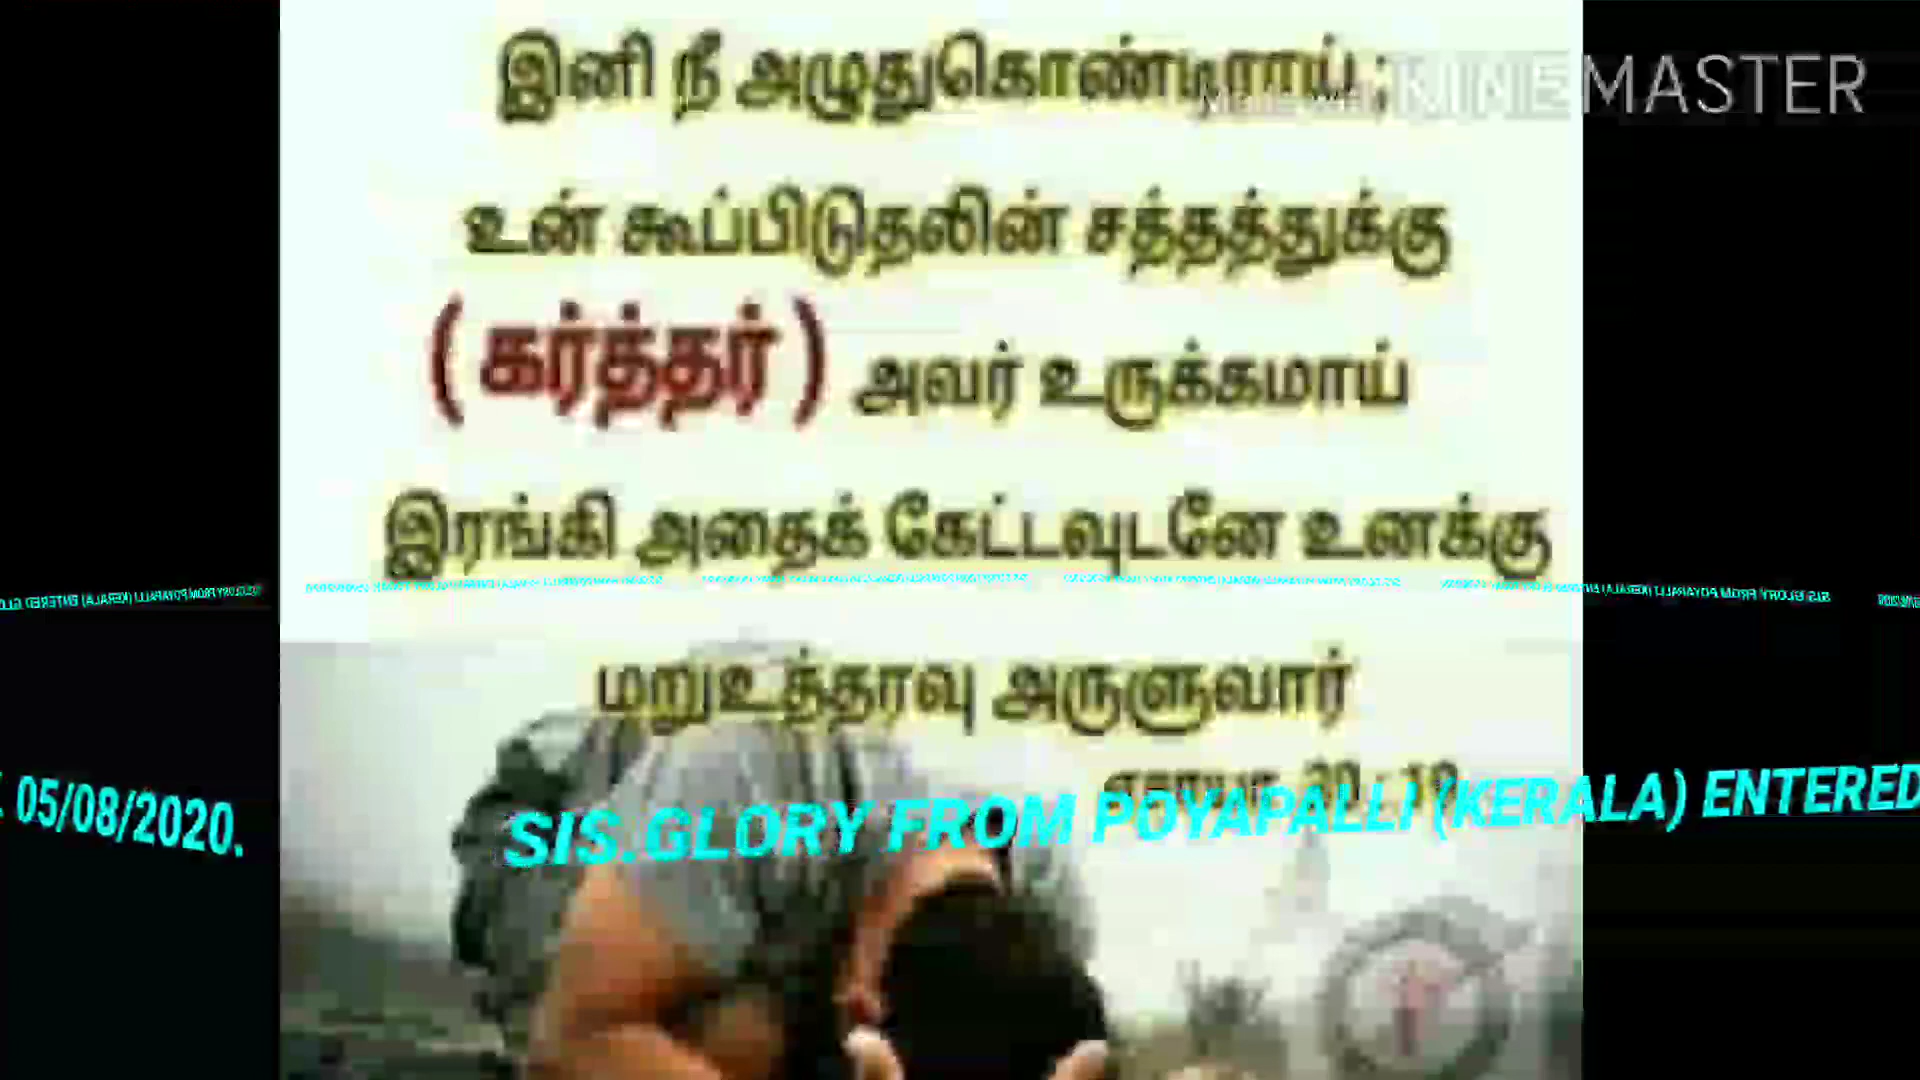 இனி நீ அழுதுகொண்டிராய் ;
KINEMASTER
உன் கூப்பிடுதலின் சத்தத்துக்கு
( கர்த்தர் ) அவர் உருக்கமாய்
இரங்கி அதைக் கேட்டவுடனே உனக்கு
மறுஉத்தரவு அருளுவார்
05/08/2020.
SIS.GLORY FROM POYAPALLI (KERALA) ENTERED